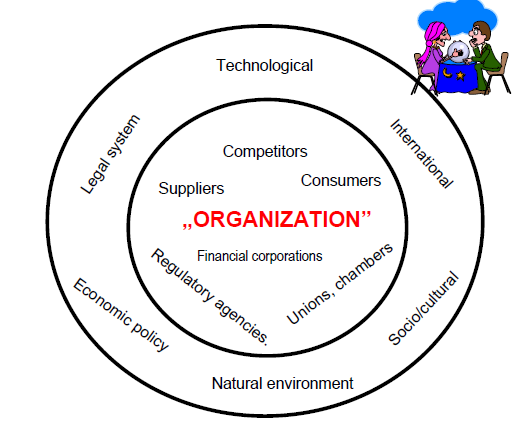 Technological
Legal system
International
Competitors
Suppliers
Consumers
„ORGANIZATION”
Financial corporations
Regulatory agencies.
Unions, chambers
Economic policy
Socio/cultural
Natural environment